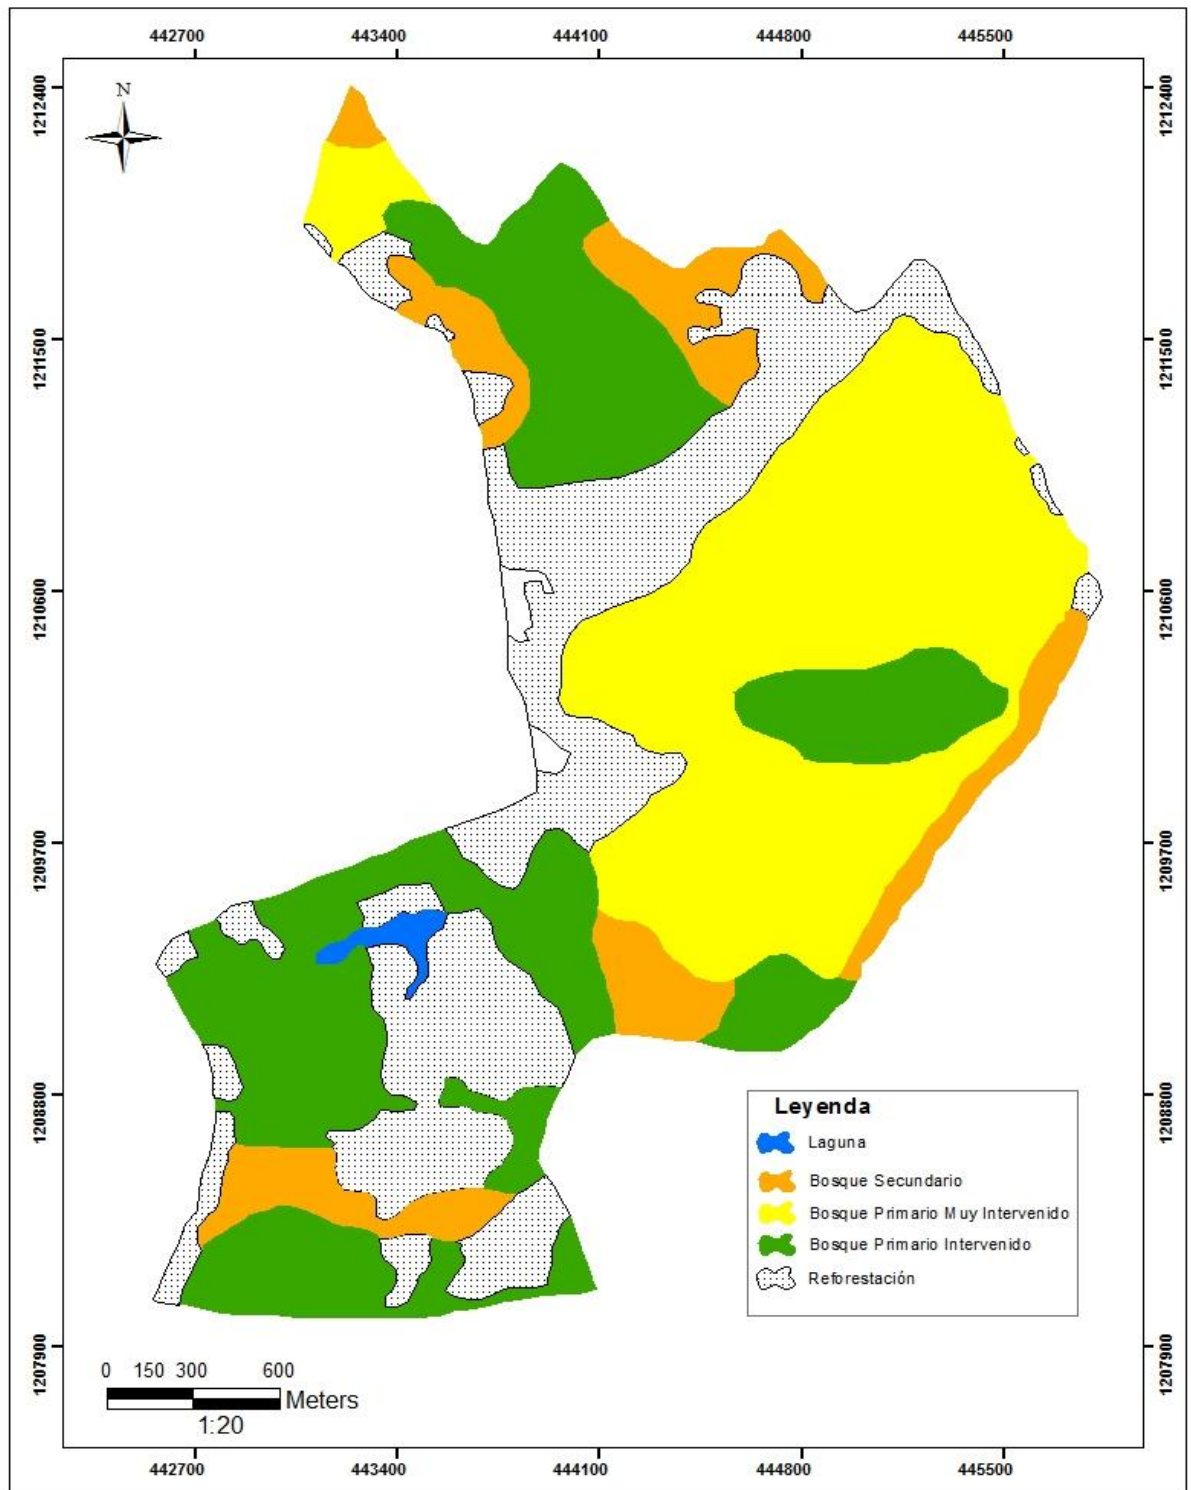 442700 443400 444100 444800 445500
1212400 1212400
N
1211500 1211500
1210600 1210600
1209700 1209700
1208800 1208800
Leyenda
Laguna
Bosque Secundario
Bosque Primario Muy Intervenido
Bosque Primario Intervenido
Reforestación
1207900 1207900
0 150 300 600
Meters
1:20
442700 443400 444100 444800 445500